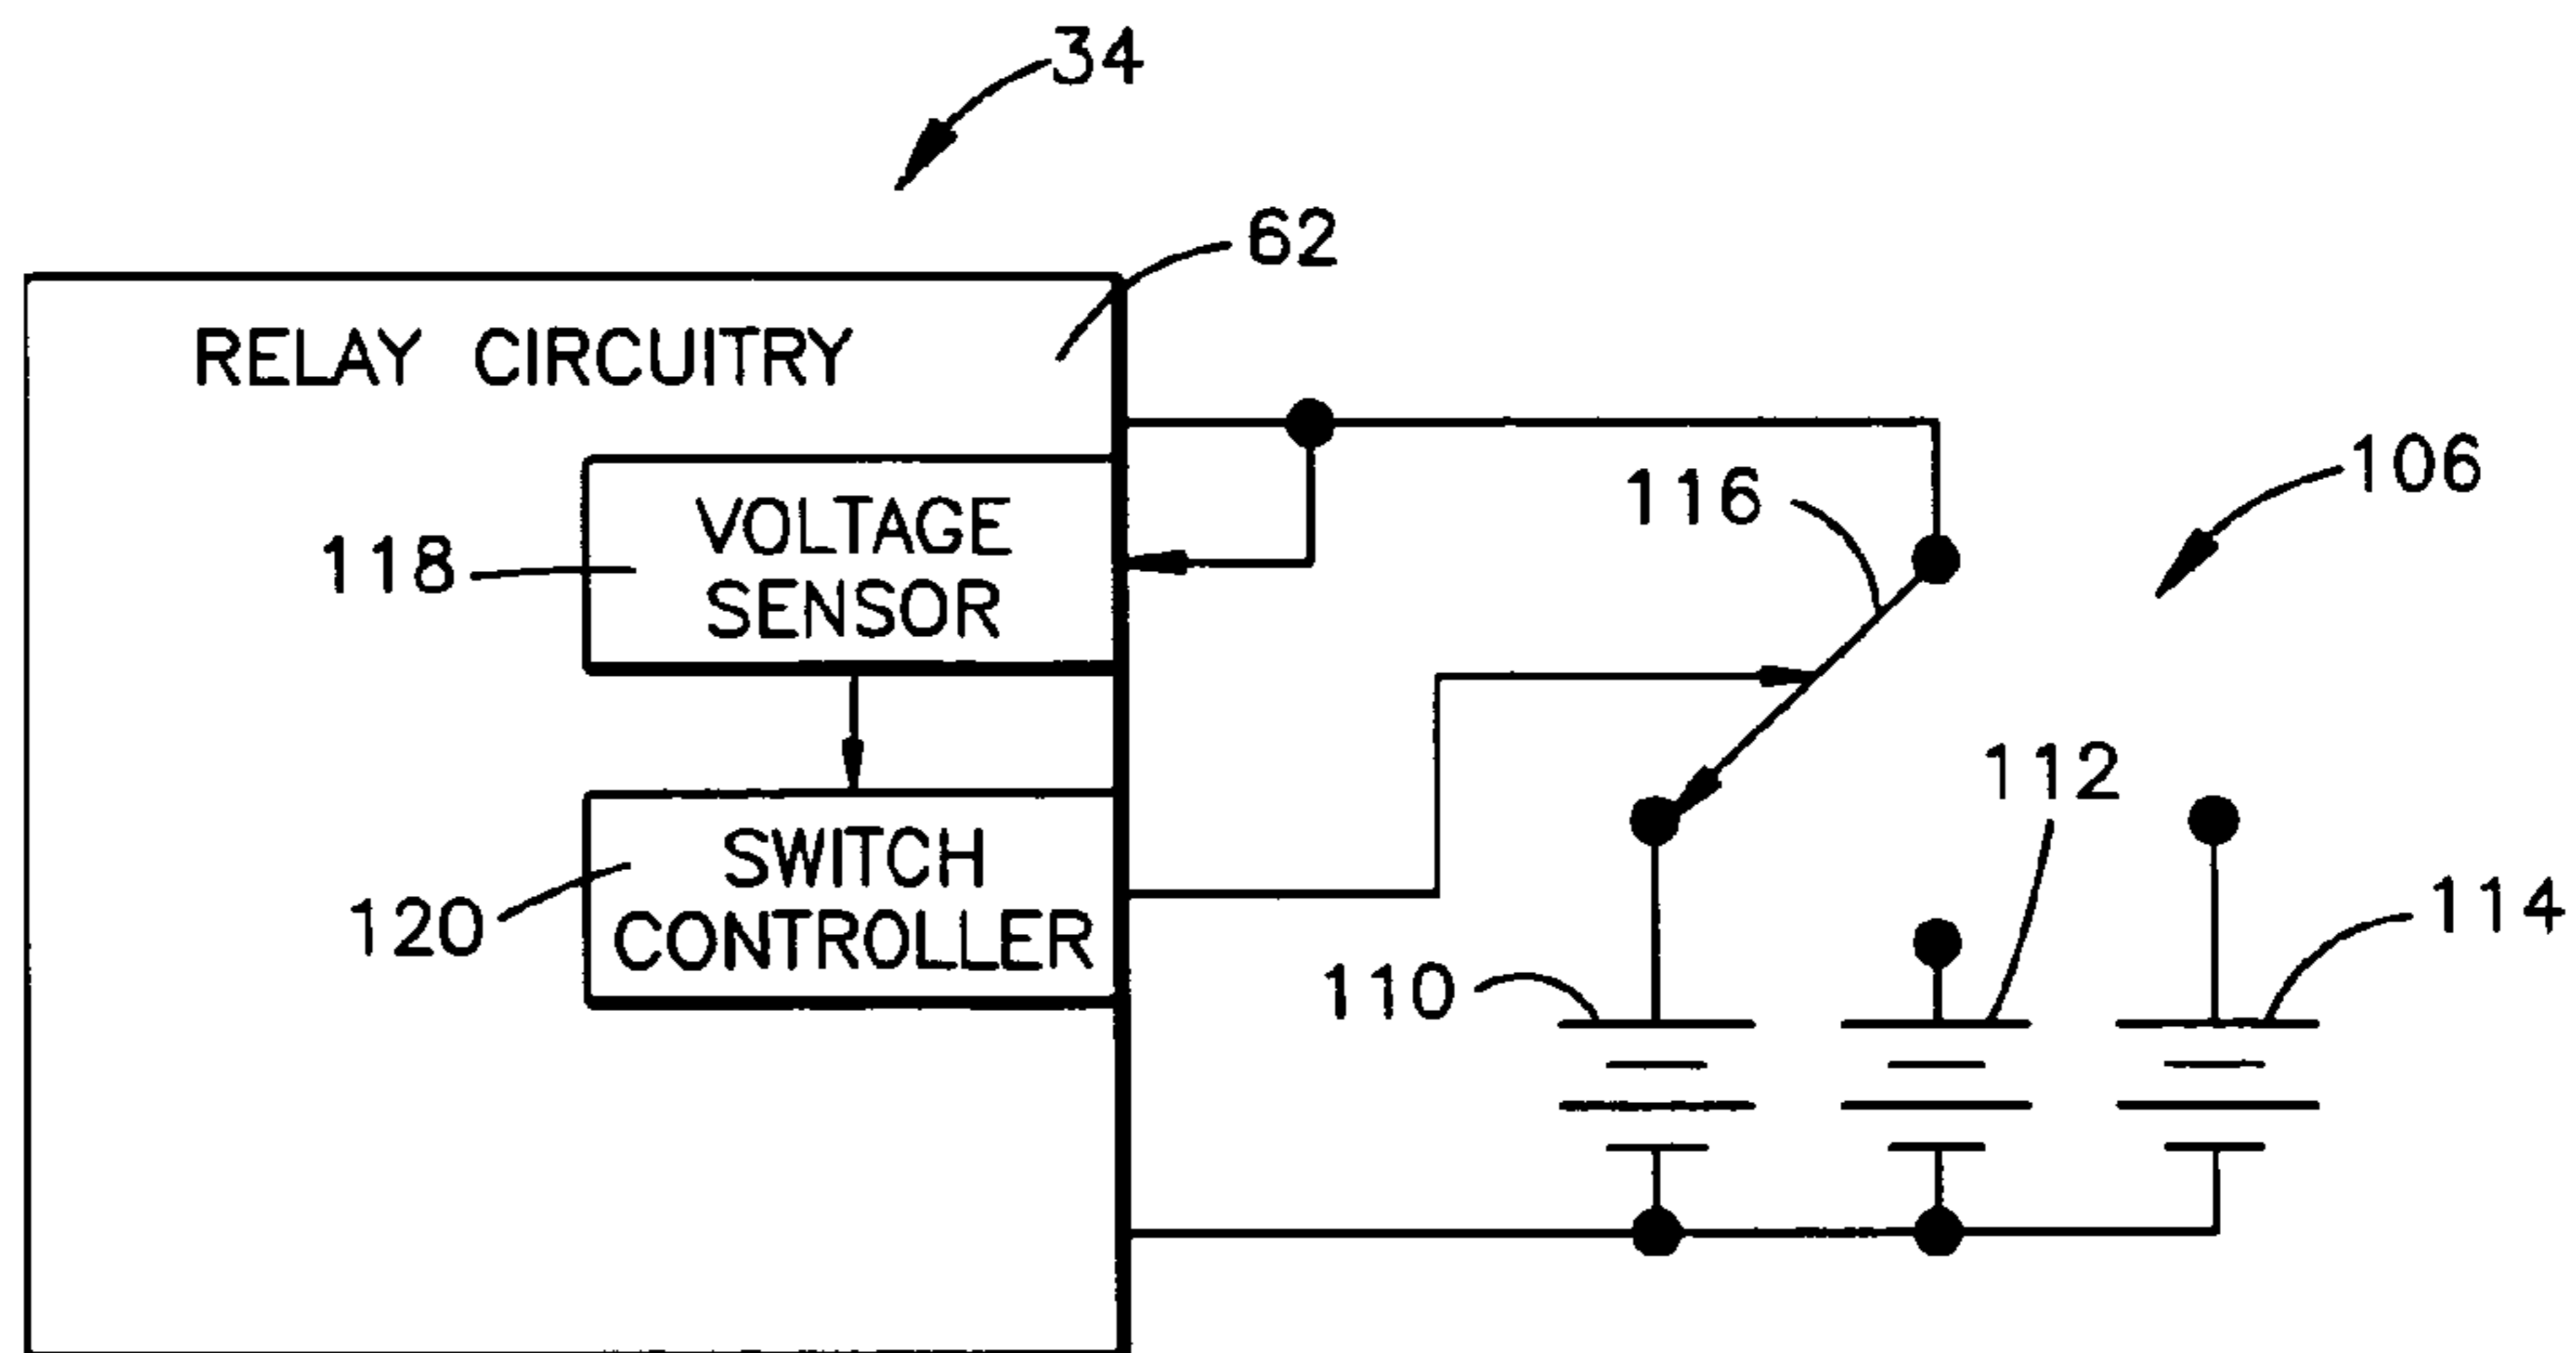 34
62
RELAY CIRCUITRY
106
116
VOLTAGE
SENSOR
118
112
SWITCH
CONTROLLER
120
114
110